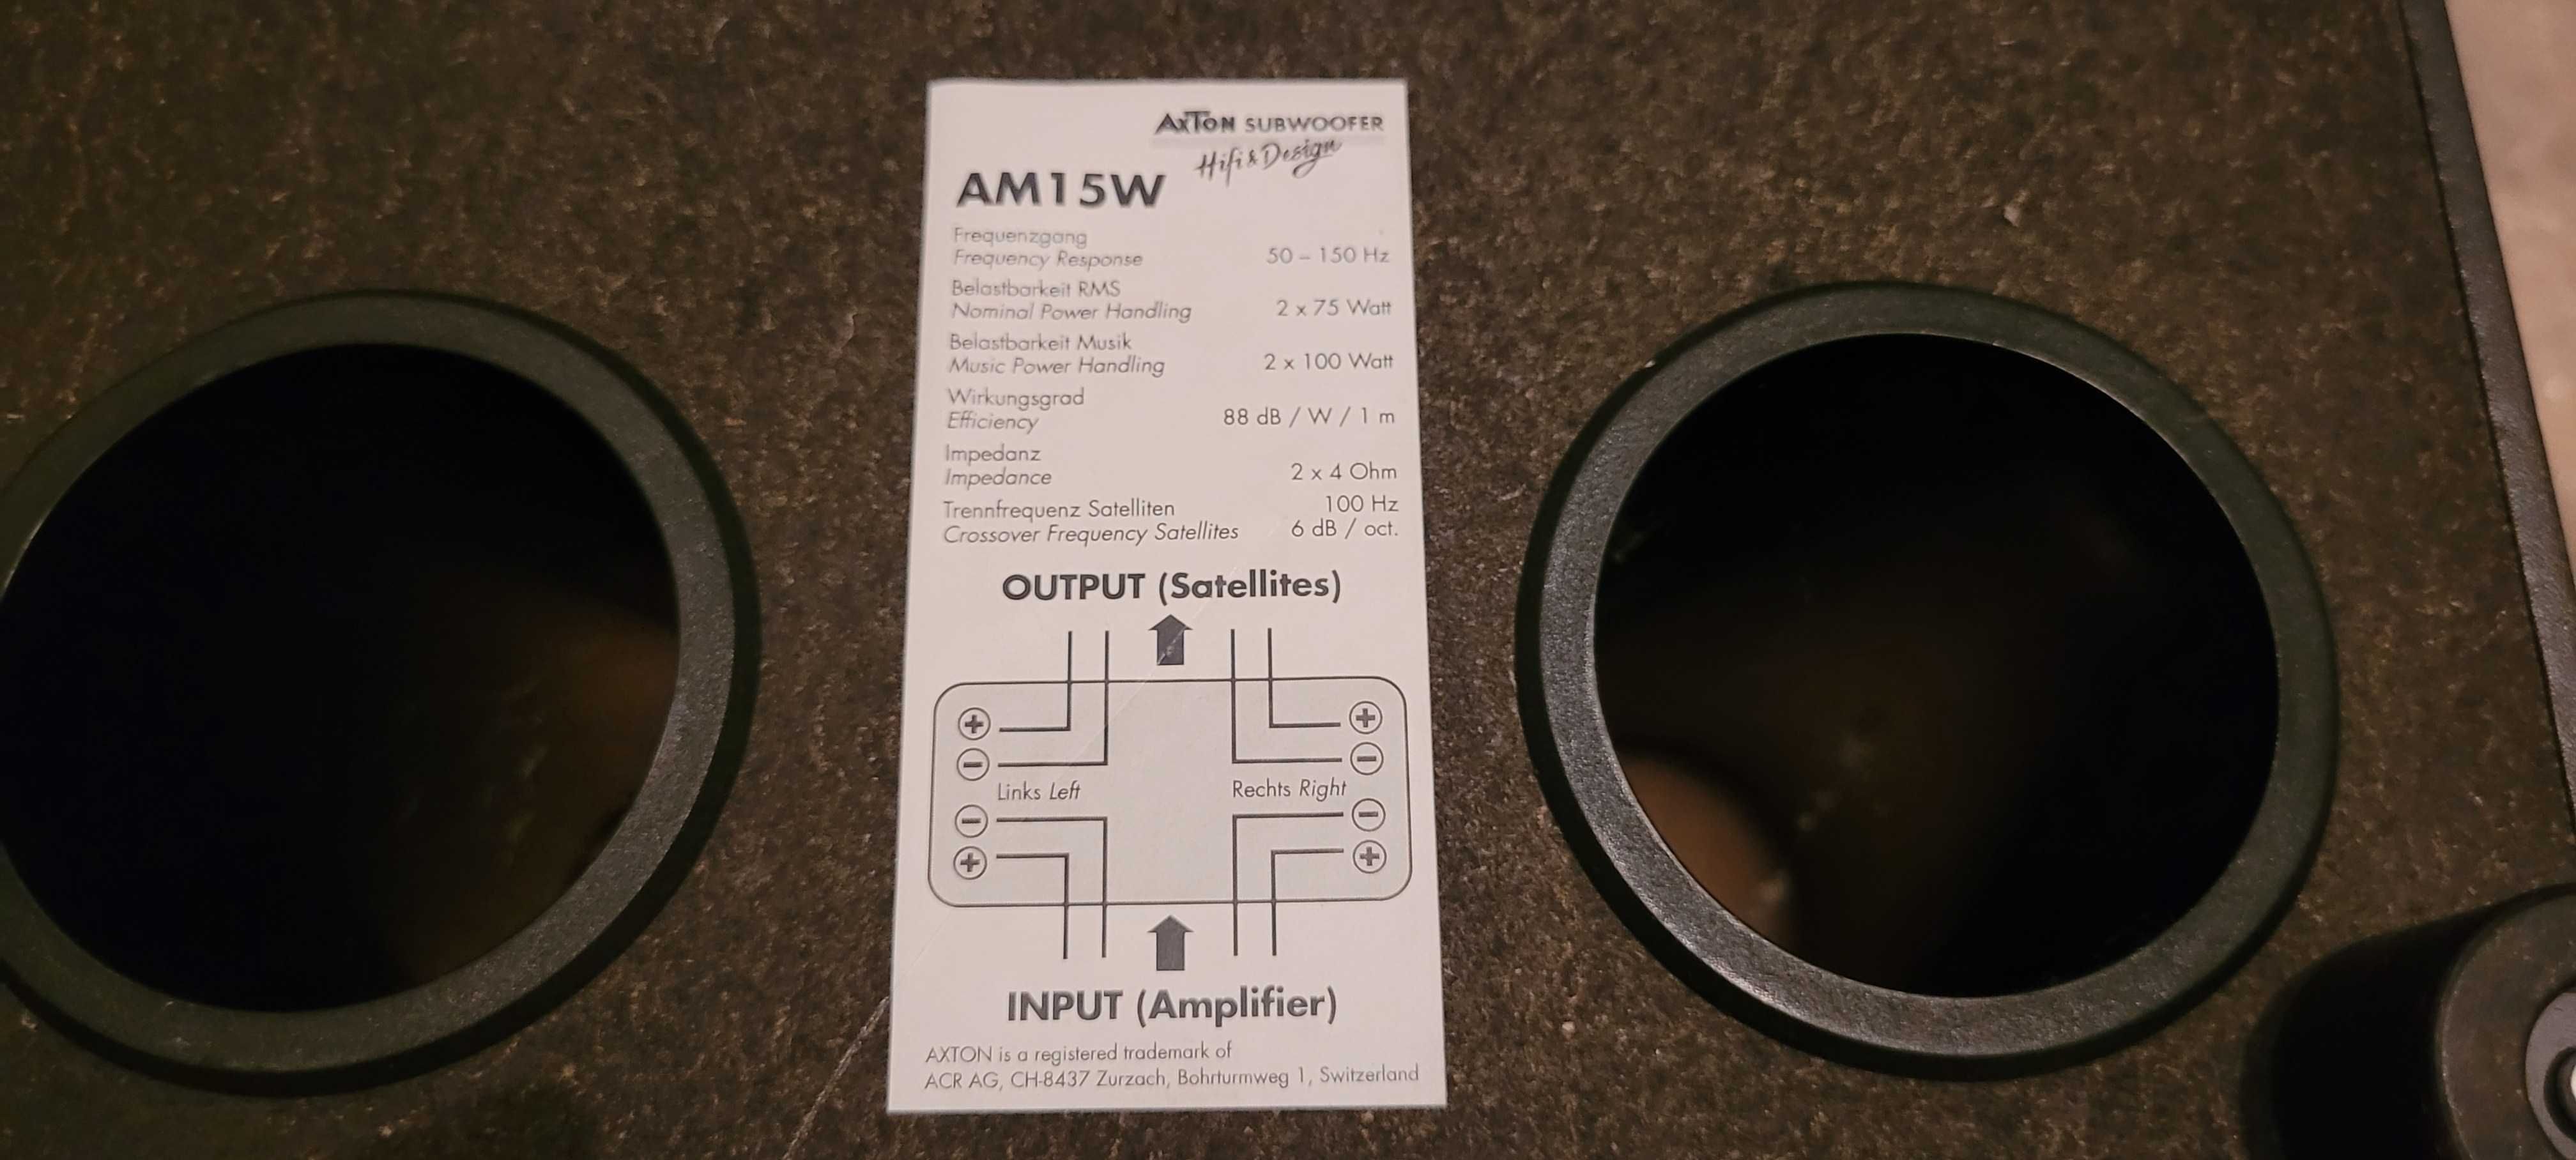 AXTON SUBWOOFER
Hifi & Design
AM15W
Frequenzgang
Frequency Response 50 – 150 Hz
Belastbarkeit RMS
Nominal Power Handling 2 x 75 Watt
Belastbarkeit Musik
Music Power Handling 2 x 100 Watt
Wirkungsgrad
Efficiency 88 dB / W / 1 m
Impedanz
Impedance 2 x 4 Ohm
Trennfrequenz Satelliten 100 Hz
Crossover Frequency Satellites 6 dB / oct.
OUTPUT (Satellites)
+ +
− −
Links Left Rechts Right
− −
+ +
INPUT (Amplifier)
AXTON is a registered trademark of
ACR AG, CH-8437 Zurzach, Bohrturmweg 1, Switzerland